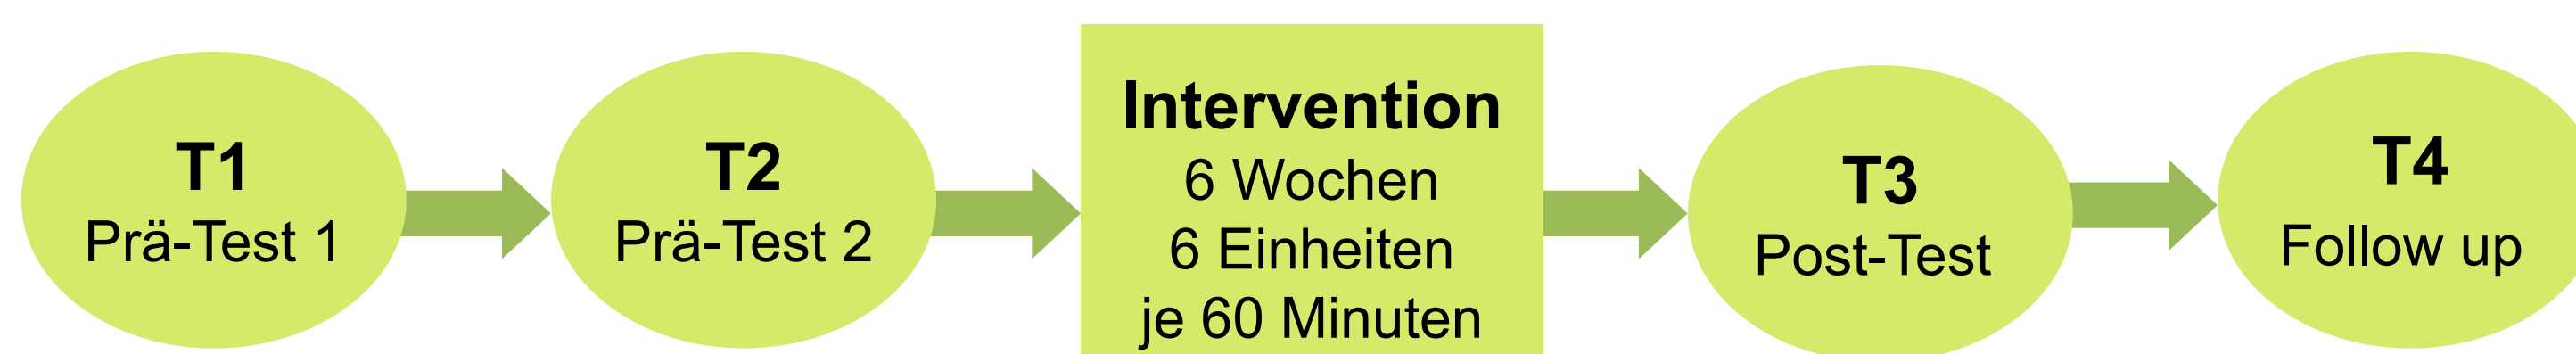 T1
Prä-Test 1
T2
Prä-Test 2
Intervention
6 Wochen
6 Einheiten
je 60 Minuten
T3
Post-Test
T4
Follow up